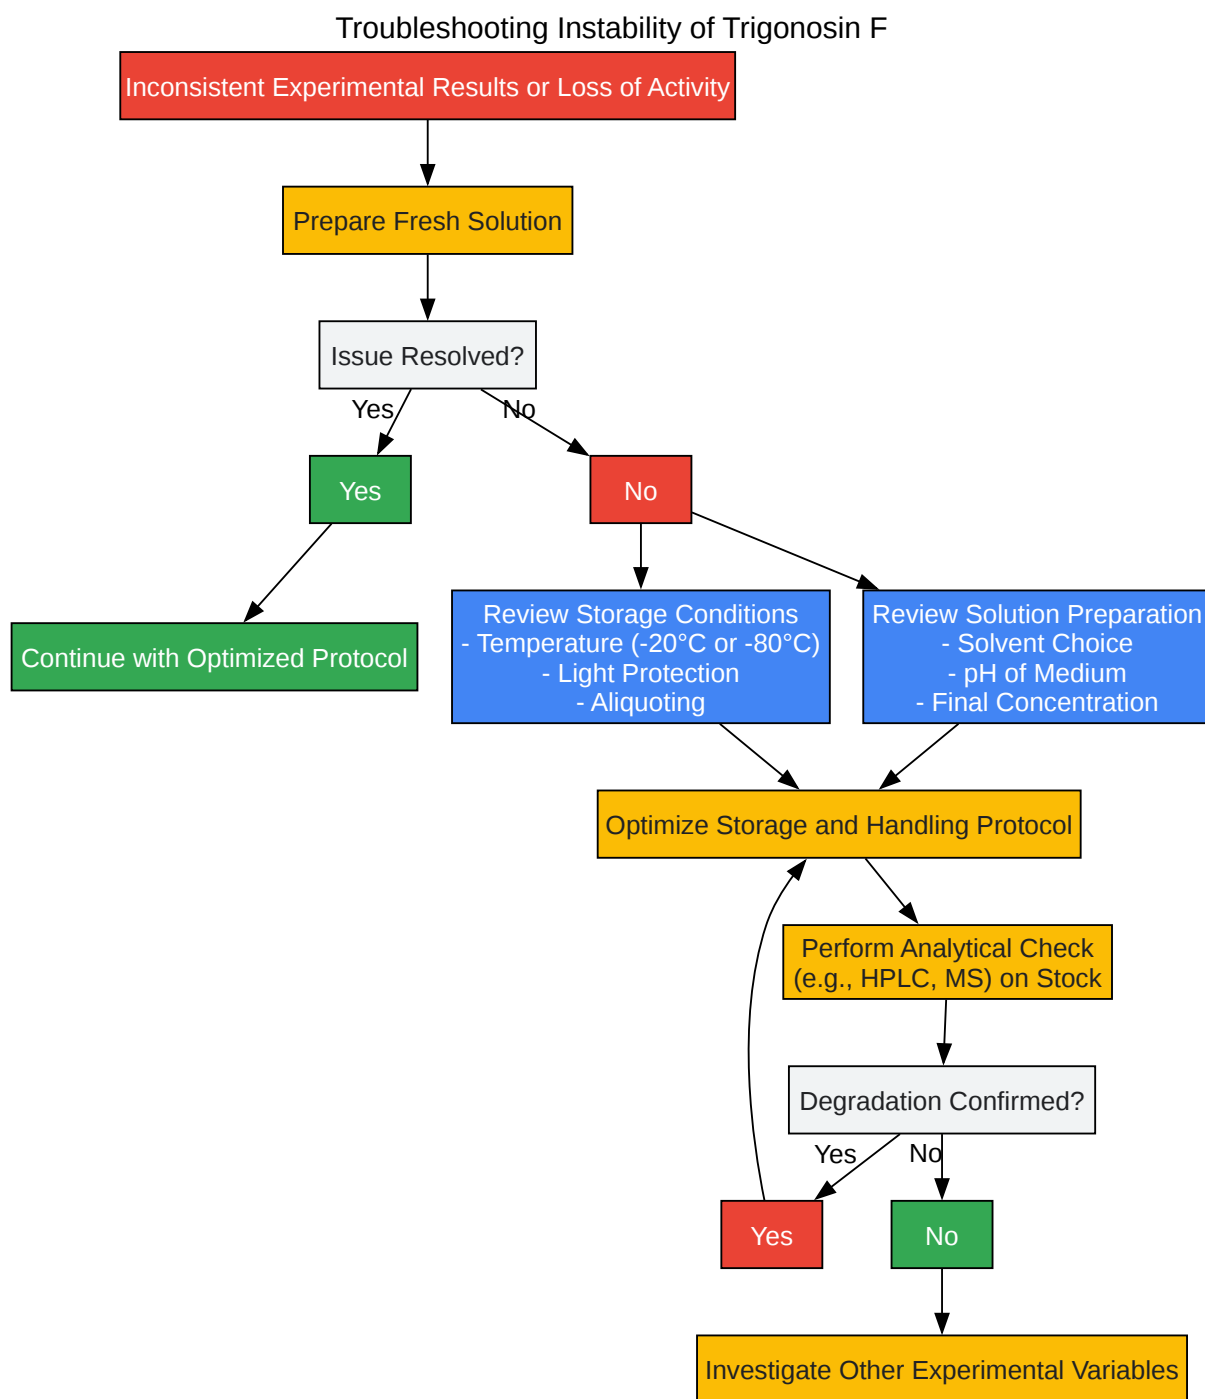 Troubleshooting Instability of Trigonosin F
Inconsistent Experimental Results or Loss of Activity
Prepare Fresh Solution
Issue Resolved?
Yes
No
Yes
No
Continue with Optimized Protocol
Review Storage Conditions
- Temperature (-20°C or -80°C)
- Light Protection
- Aliquoting
Review Solution Preparation
- Solvent Choice
- pH of Medium
- Final Concentration
Optimize Storage and Handling Protocol
Perform Analytical Check
(e.g., HPLC, MS) on Stock
Degradation Confirmed?
Yes
No
Yes
No
Investigate Other Experimental Variables